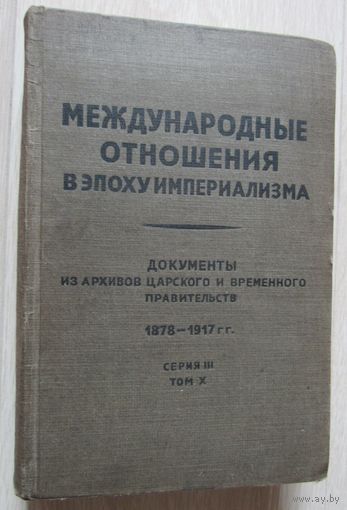 МЕЖДУНАРОДНЫЕ
ОТНОШЕНИЯ
В ЭПОХУ ИМПЕРИАЛИЗМА
ДОКУМЕНТЫ
ИЗ АРХИВОВ ЦАРСКОГО И ВРЕМЕННОГО
ПРАВИТЕЛЬСТВ
1878–1917 г г.
СЕРИЯ III
ТОМ X
www.ay.by